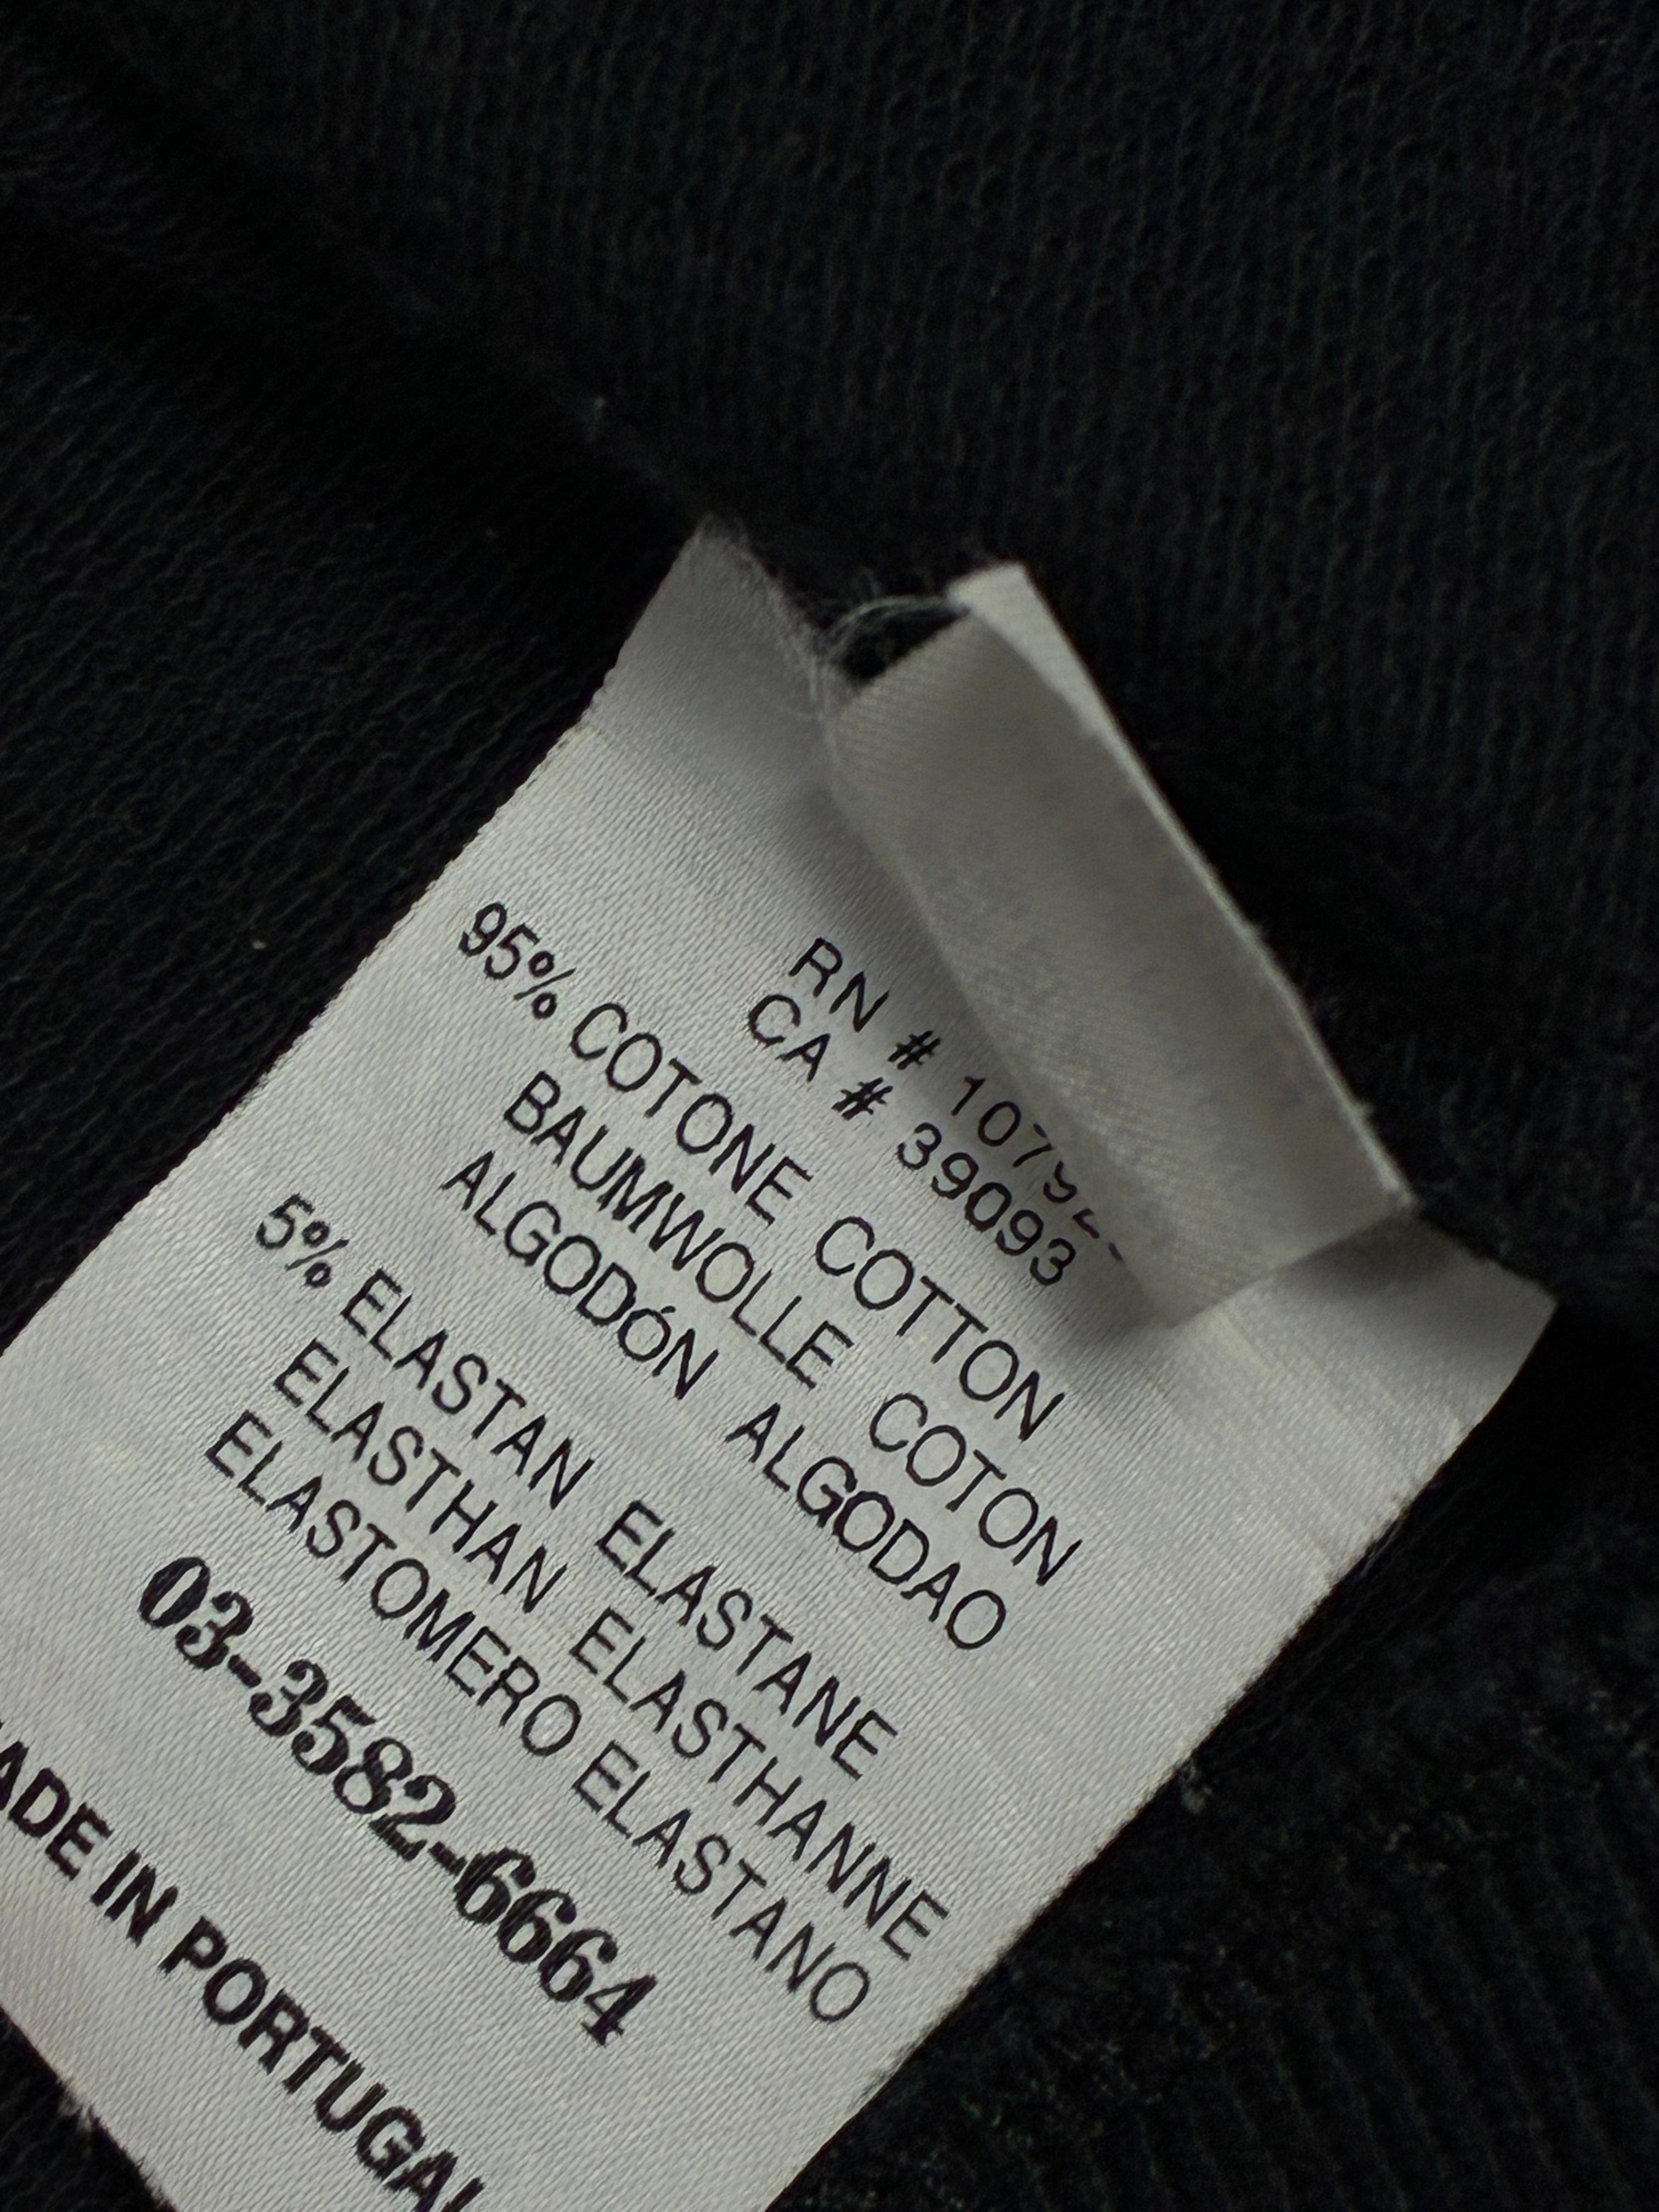 RN # 1079
CA # 39093
95% COTONE COTTON
BAUMWOLLE COTON
ALGODÓN ALGODAO
5% ELASTAN ELASTANE
ELASTHAN ELASTHANNE
ELASTOMERO ELASTANO
03-3582-6664
ADE IN PORTUGAL